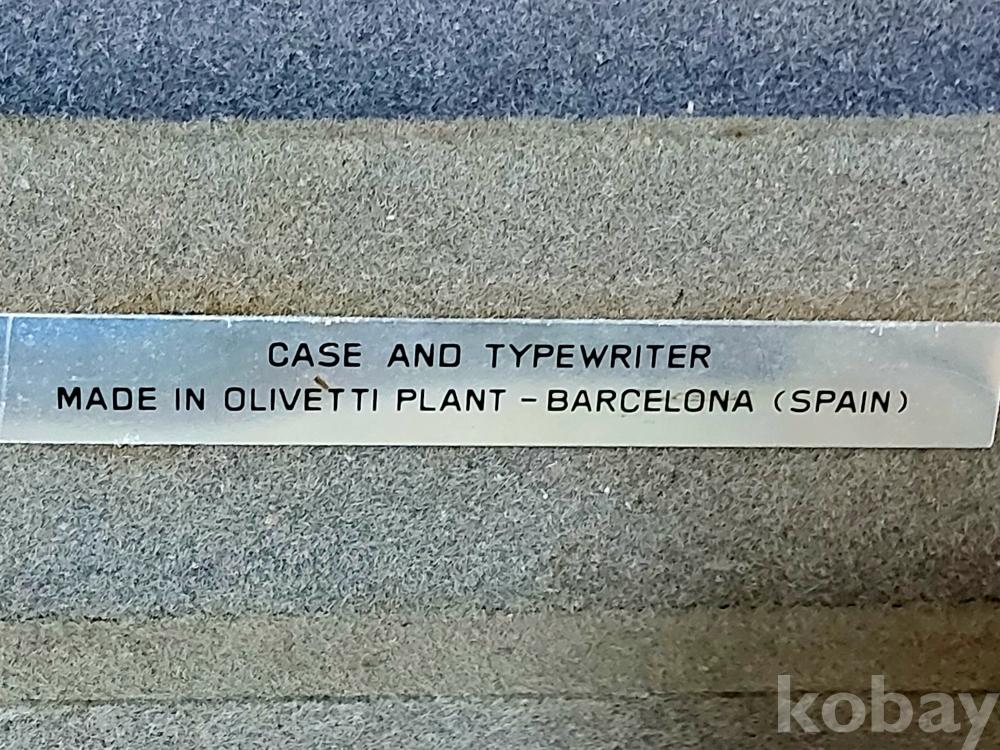 CASE AND TYPEWRITER
MADE IN OLIVETTI PLANT - BARCELONA (SPAIN)
kobay